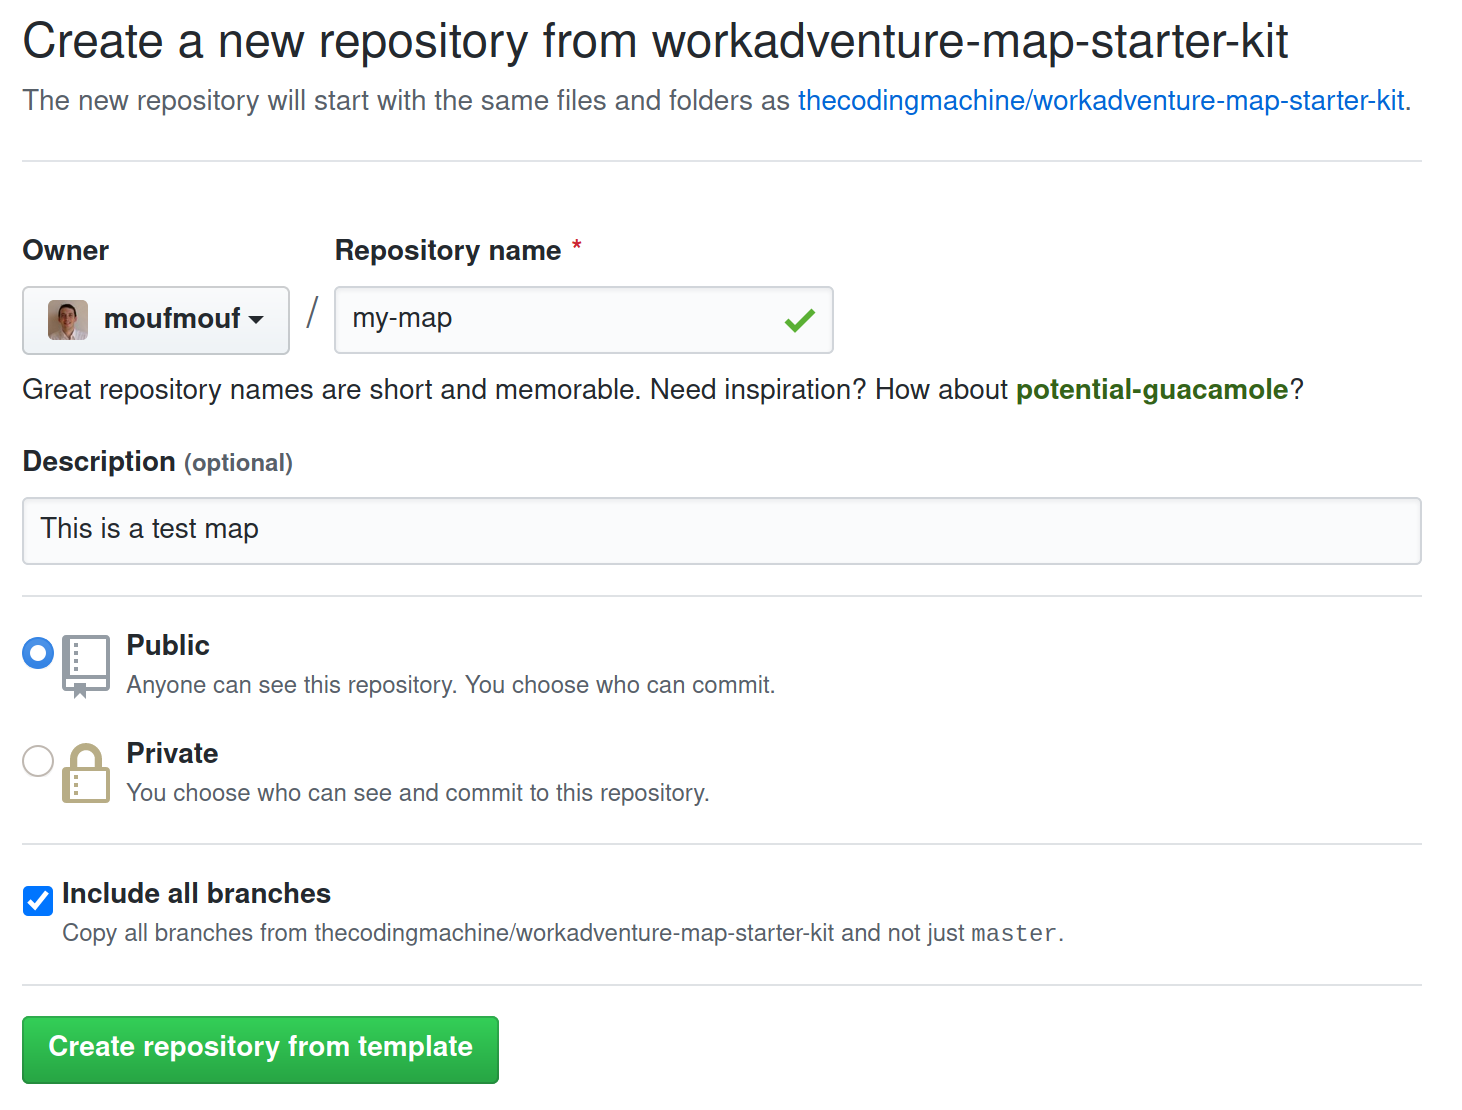 Create a new repository from workadventure-map-starter-kit
The new repository will start with the same files and folders as thecodingmachine/workadventure-map-starter-kit.
Owner
Repository name *
moufmouf
/
my-map
Great repository names are short and memorable. Need inspiration? How about potential-guacamole?
Description (optional)
This is a test map
Public
Anyone can see this repository. You choose who can commit.
Private
You choose who can see and commit to this repository.
Include all branches
Copy all branches from thecodingmachine/workadventure-map-starter-kit and not just master.
Create repository from template